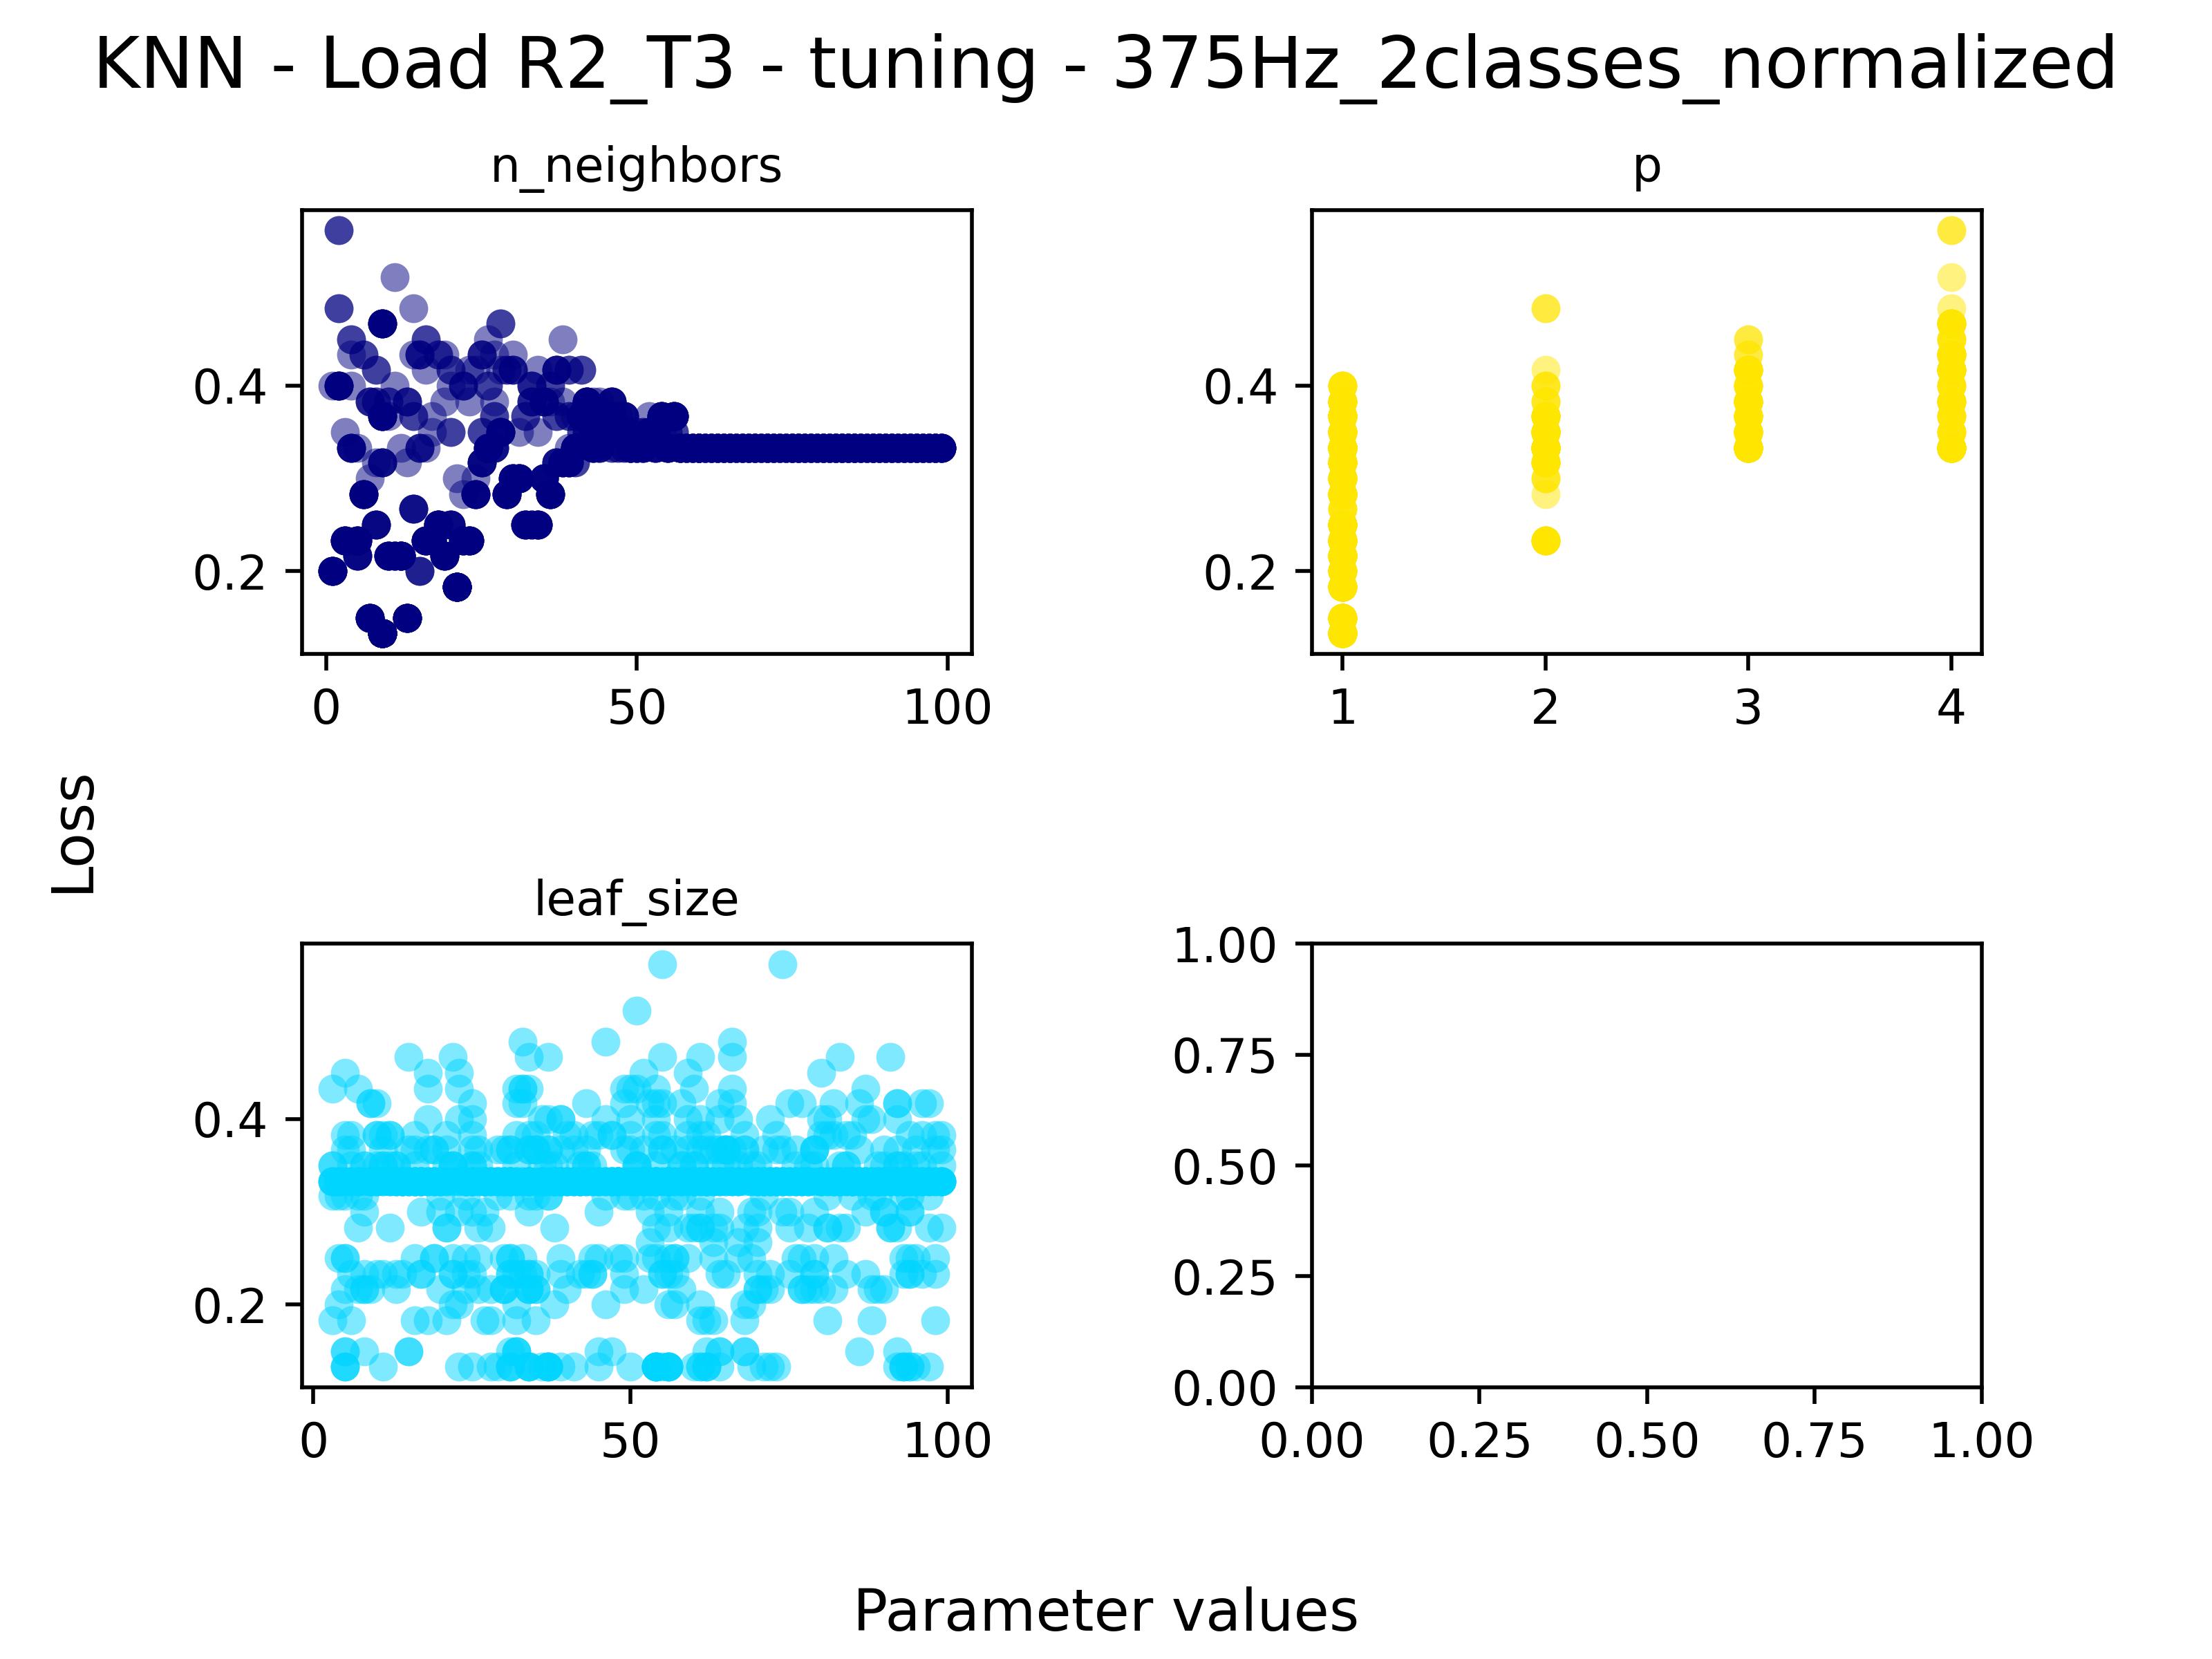 KNN - Load R2_T3 - tuning - 375Hz_2classes_normalized
n_neighbors
0.4
0.2
0 50 100
p
0.4
0.2
1 2 3 4
Loss
leaf_size
0.4
0.2
0 50 100
1.00
0.75
0.50
0.25
0.00
0.00 0.25 0.50 0.75 1.00
Parameter values